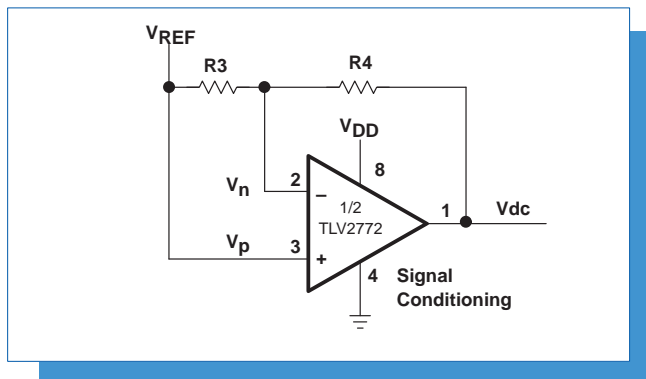 VREF
R3
R4
VDD
8
Vn
2
–
1/2
TLV2772
1
Vdc
Vp
3
+
4
Signal
Conditioning